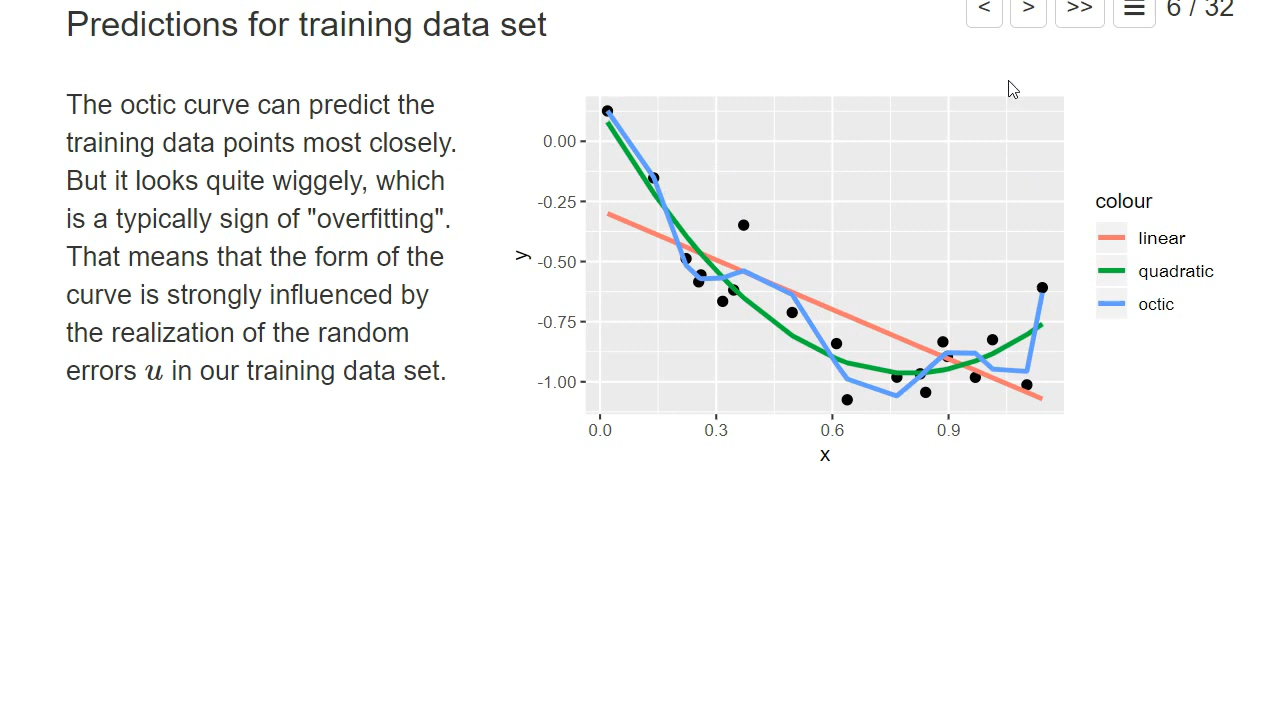 Predictions for training data set
< > >> ☰ 6 / 32
The octic curve can predict the
training data points most closely.
But it looks quite wiggely, which
is a typically sign of "overfitting".
That means that the form of the
curve is strongly influenced by
the realization of the random
errors u in our training data set.
0.00
-0.25
-0.50
-0.75
-1.00
y
0.0 0.3 0.6 0.9
x
colour
linear
quadratic
octic